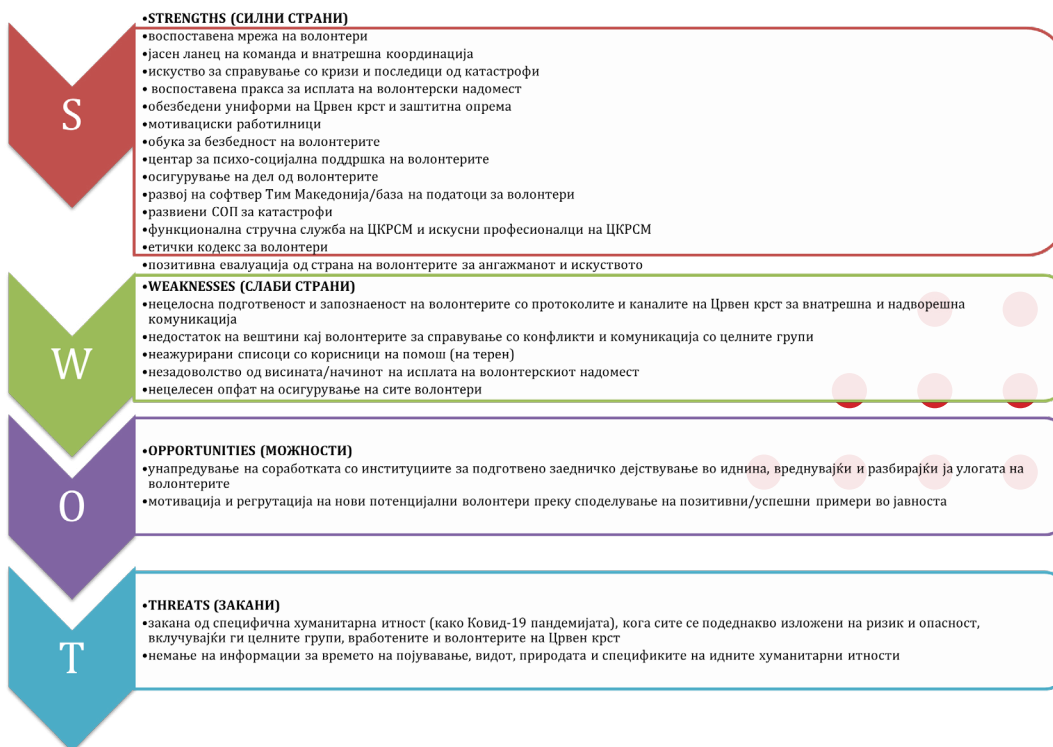 S
•STRENGTHS (СИЛНИ СТРАНИ)
•воспоставена мрежа на волонтери
•јасен ланец на команда и внатрешна координација
•искуство за справување со кризи и последици од катастрофи
• воспоставена пракса за исплата на волонтерски надомест
•обезбедени униформи на Црвен крст и заштитна опрема
•мотивациски работилници
•обука за безбедност на волонтерите
•центар за психо-социјална поддршка на волонтерите
•осигурување на дел од волонтерите
•развој на софтвер Тим Македонија/база на податоци за волонтери
•развиени СОП за катастрофи
•функционална стручна служба на ЦКРСМ и искусни професионалци на ЦКРСМ
•етички кодекс за волонтери
•позитивна евалуација од страна на волонтерите за ангажманот и искуството
W
•WEAKNESSES (СЛАБИ СТРАНИ)
•нецелосна подготвеност и запознаеност на волонтерите со протоколите и каналите на Црвен крст за внатрешна и надворешна
комуникација
•недостаток на вештини кај волонтерите за справување со конфликти и комуникација со целните групи
•неажурирани списоци со корисници на помош (на терен)
•незадоволство од висината/начинот на исплата на волонтерскиот надомест
•нецелесен опфат на осигурување на сите волонтери
O
•OPPORTUNITIES (МОЖНОСТИ)
•унапредување на соработката со институциите за подготвено заедничко дејствување во иднина, вреднувајќи и разбирајќи ја улогата на
волонтерите
•мотивација и регрутација на нови потенцијални волонтери преку споделување на позитивни/успешни примери во јавноста
T
•THREATS (ЗАКАНИ)
•закана од специфична хуманитарна итност (како Ковид-19 пандемијата), кога сите се подеднакво изложени на ризик и опасност,
вклучувајќи ги целните групи, вработените и волонтерите на Црвен крст
•немање на информации за времето на појувавање, видот, природата и спецификите на идните хуманитарни итности